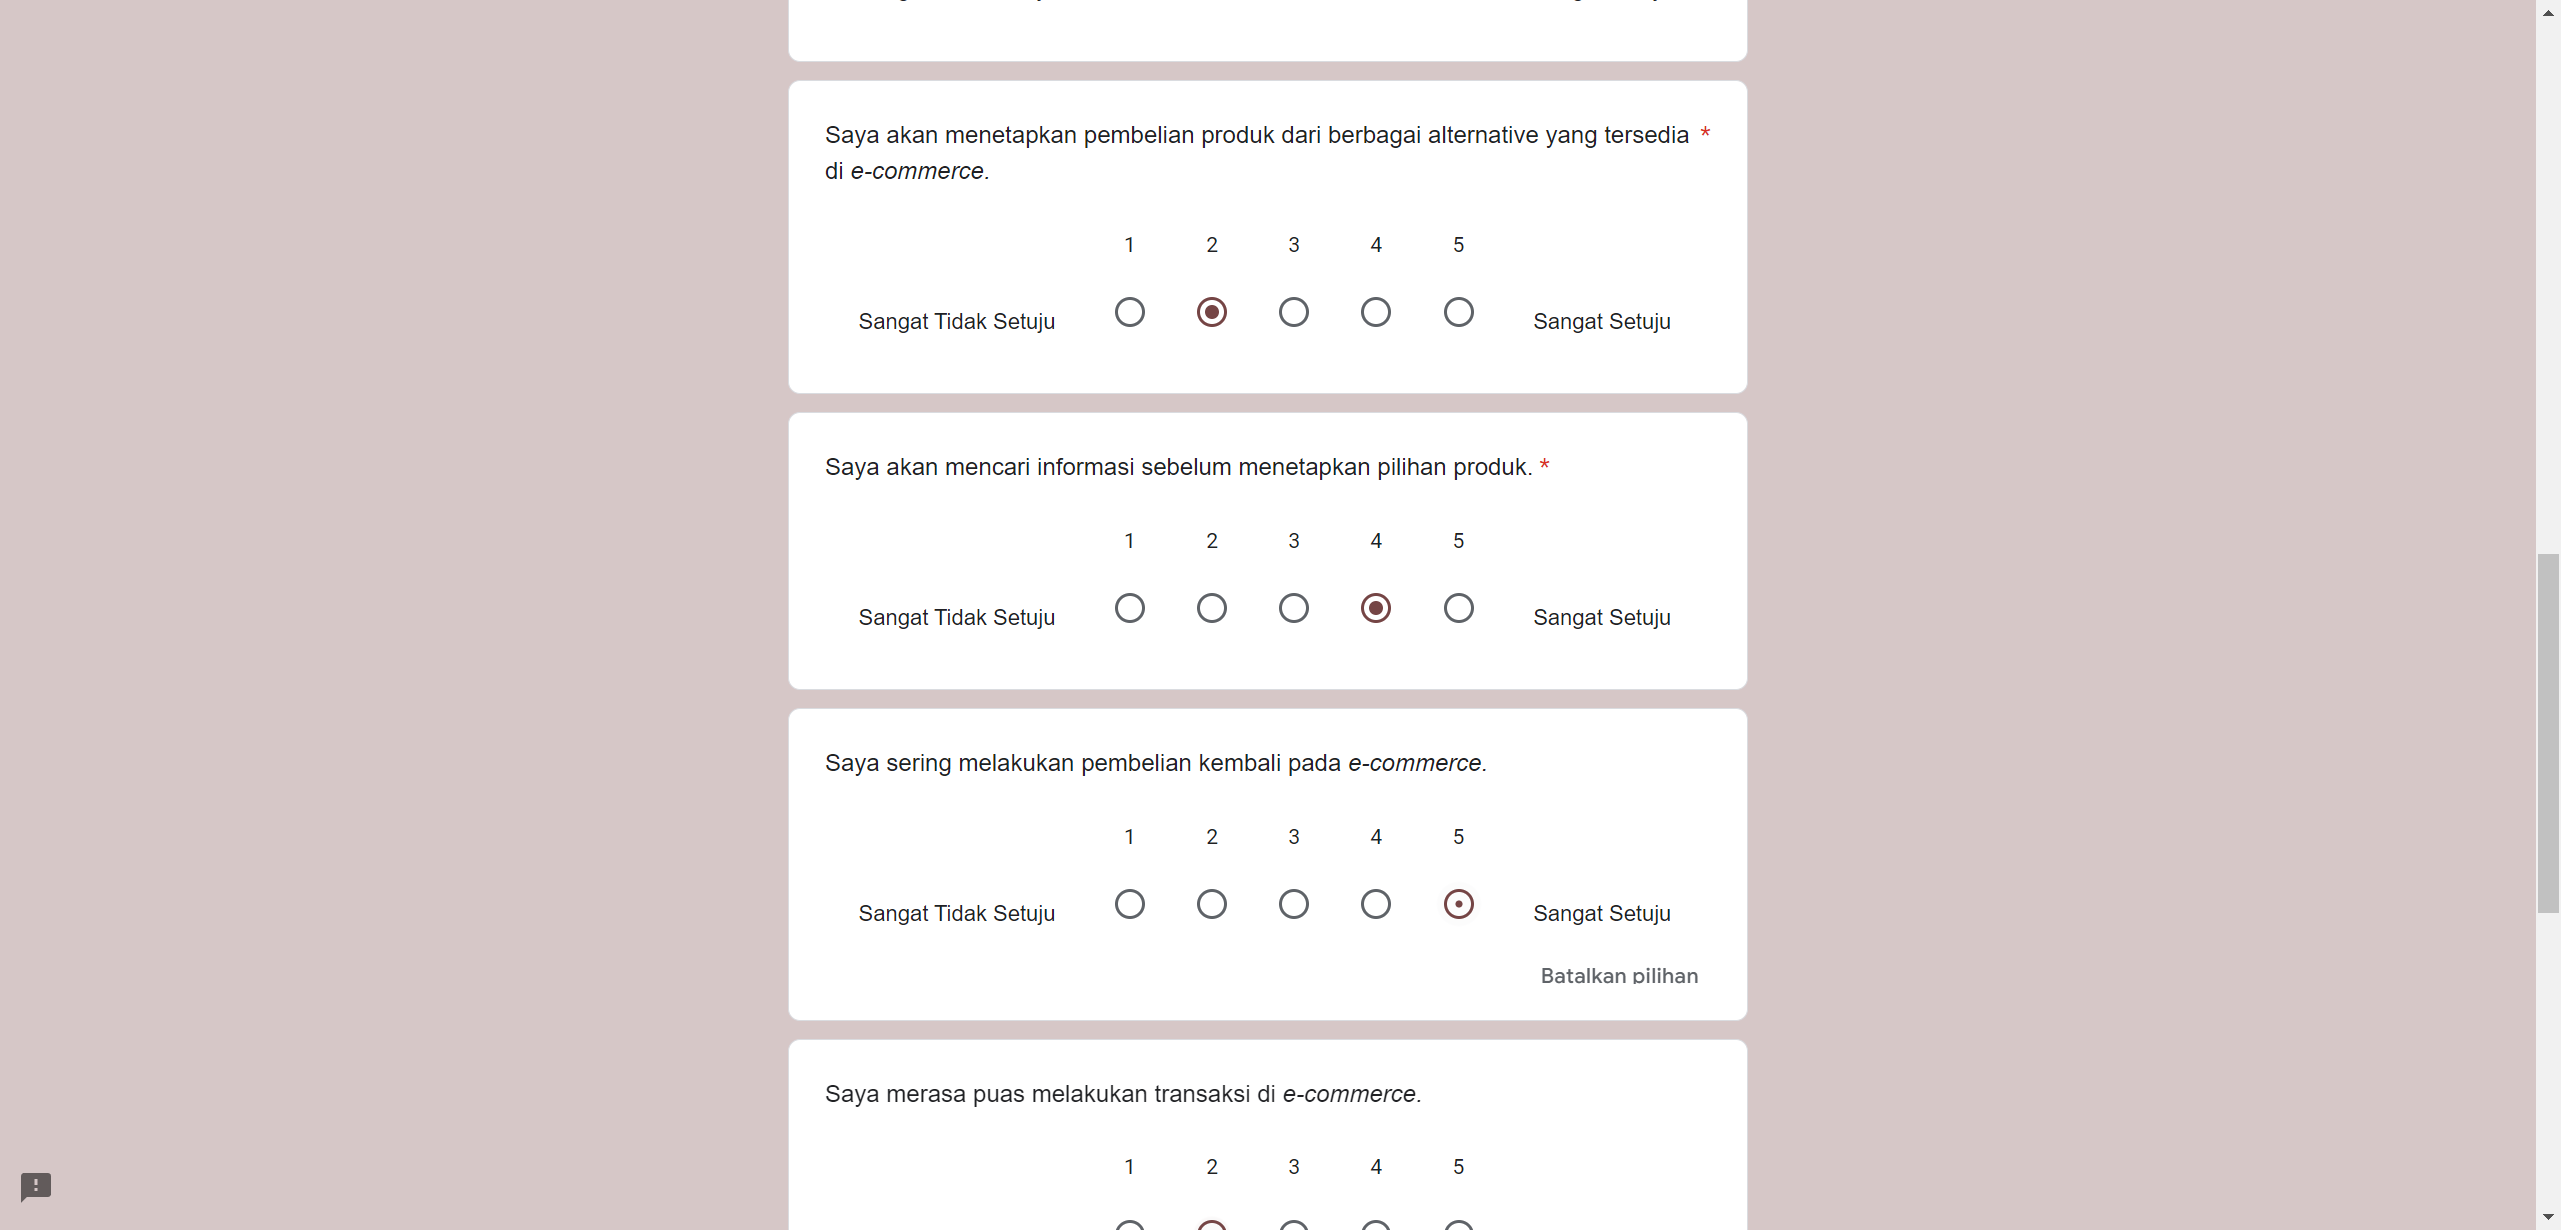 Saya akan menetapkan pembelian produk dari berbagai alternative yang tersedia *
di e-commerce.
1 2 3 4 5
Sangat Tidak Setuju Sangat Setuju
Saya akan mencari informasi sebelum menetapkan pilihan produk. *
1 2 3 4 5
Sangat Tidak Setuju Sangat Setuju
Saya sering melakukan pembelian kembali pada e-commerce.
1 2 3 4 5
Sangat Tidak Setuju Sangat Setuju
Batalkan pilihan
Saya merasa puas melakukan transaksi di e-commerce.
1 2 3 4 5